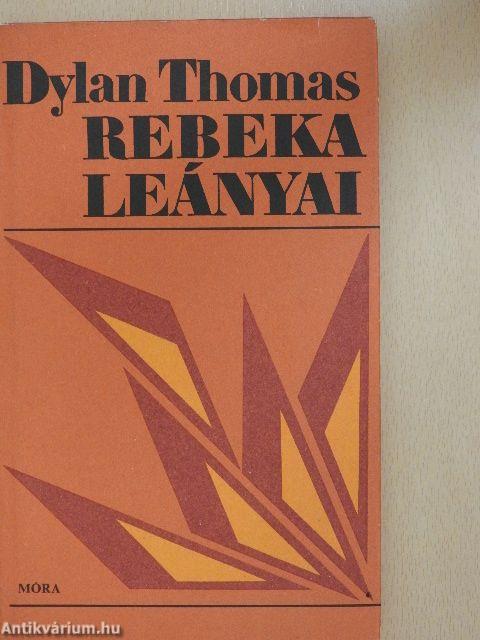 Dylan Thomas
REBEKA
LEÁNYAI
MÓRA
Antikvárium.hu